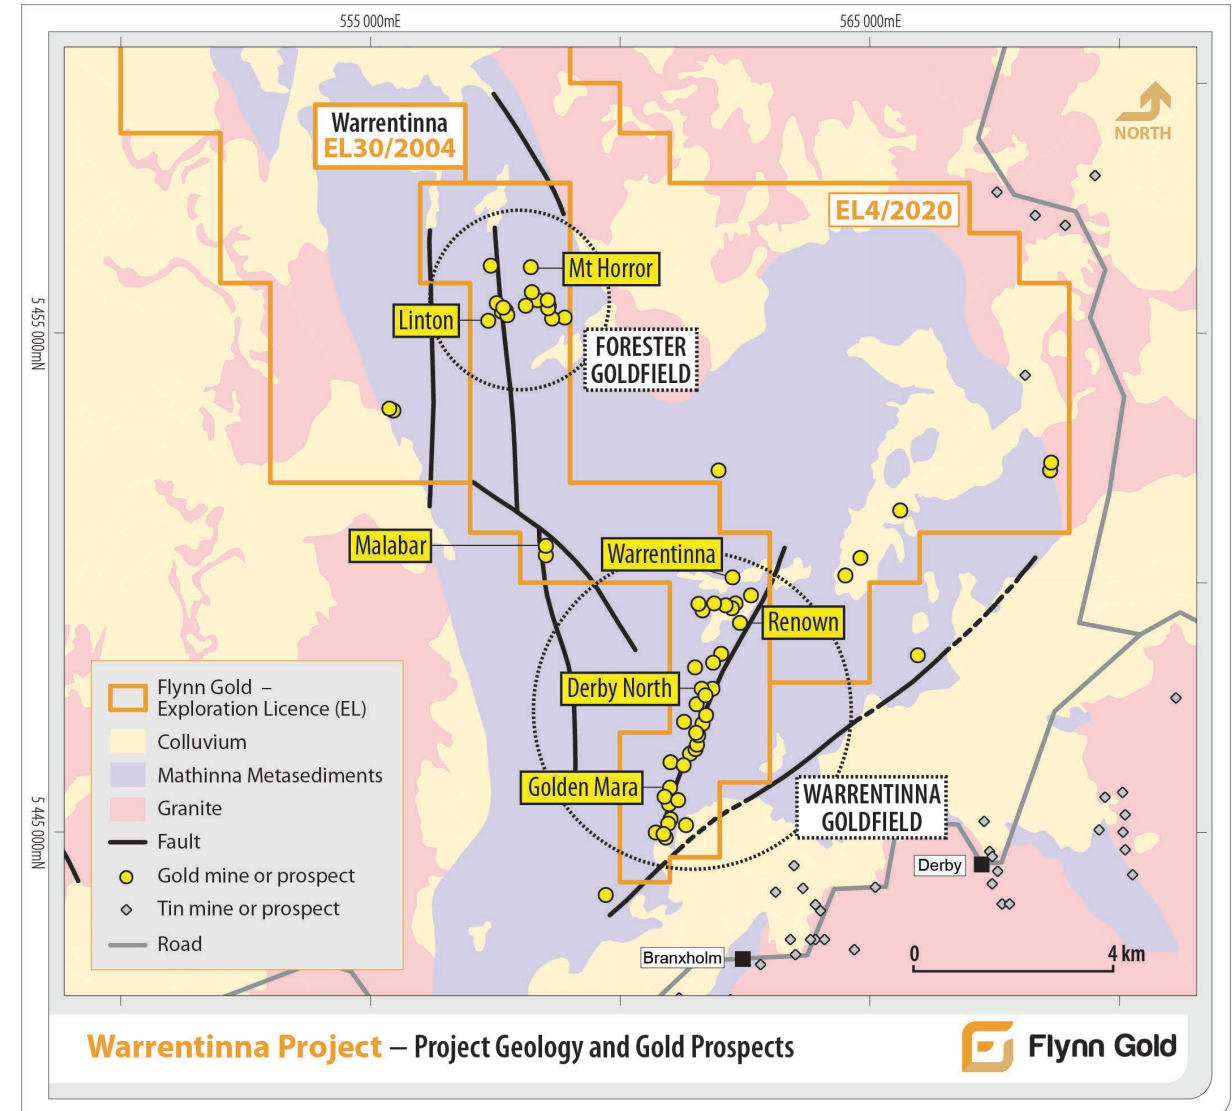 555 000mE
565 000mE
Warrentinna
EL30/2004
NORTH
EL4/2020
Mt Horror
5 455 000mN
Linton
FORESTER
GOLDFIELD
Malabar
Warrentinna
Renown
Derby North
Golden Mara
WARRENTINNA
GOLDFIELD
5 445 000mN
Derby
Branxholm
0
4 km
Flynn Gold –
Exploration Licence (EL)
Colluvium
Mathinna Metasediments
Granite
Fault
Gold mine or prospect
Tin mine or prospect
Road
Warrentinna Project – Project Geology and Gold Prospects
Flynn Gold